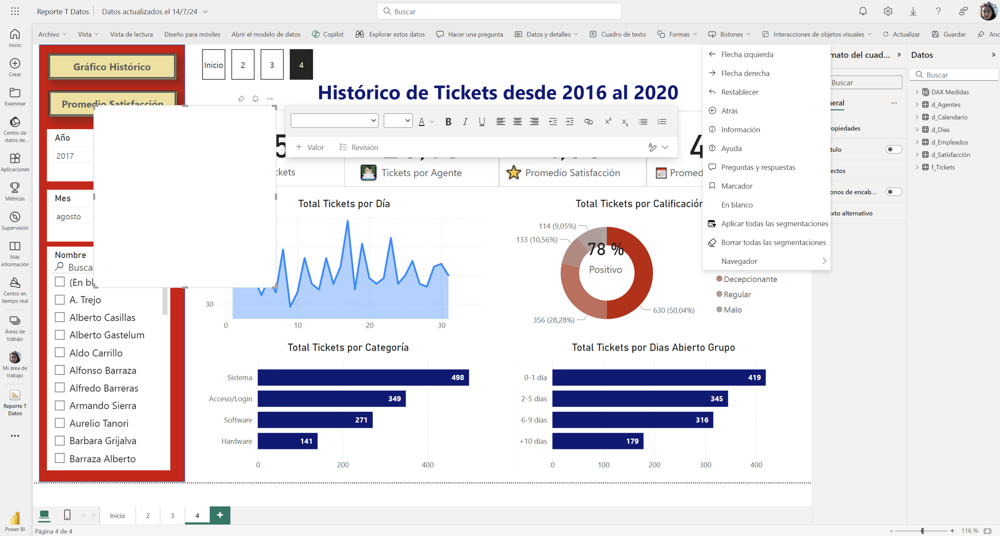 Reporte T Datos
Datos actualizados el 14/7/24
Buscar
Archivo
Vista
Vista de lectura
Diseño para móviles
Abrir el modelo de datos
Copilot
Explorar estos datos
Hacer una pregunta
Datos y detalles
Cuadro de texto
Formas
Botones
Interacciones de objetos visuales
Actualizar
Guardar
Anc
Inicio
Crear
Examinar
Centro de
datos de...
Aplicaciones
Métricas
Supervisión
Más
información
Centro en
tiempo real
Áreas de
trabajo
Mi área de
trabajo
Reporte T
Datos
Power BI
Gráfico Histórico
Promedio Satisfacción
Año
2017
Mes
agosto
Nombre
Busca
(En bl
A. Trejo
Alberto Casillas
Alberto Gastelum
Aldo Carrillo
Alfonso Barraza
Alfredo Barreras
Armando Sierra
Aurelio Tanori
Barbara Grijalva
Barraza Alberto
Inicio
2
3
4
Histórico de Tickets desde 2016 al 2020
A
B
I
U
x²
x₂
Valor
Revisión
5
4
ckets
Tickets por Agente
Promedio Satisfacción
Promed
Total Tickets por Día
30
0
10
20
30
Total Tickets por Calificación
114 (9,05%)
133 (10,56%)
78 %
Positivo
356 (28,28%)
630 (50,04%)
Decepcionante
Regular
Malo
Total Tickets por Categoría
Sistema
498
Acceso/Login
349
Software
271
Hardware
141
0
200
400
Total Tickets por Dias Abierto Grupo
0-1 día
419
2-5 días
345
6-9 días
316
+10 días
179
0
100
200
300
400
Flecha izquierda
Flecha derecha
Restablecer
Atrás
Información
Ayuda
Preguntas y respuestas
Marcador
En blanco
Aplicar todas las segmentaciones
Borrar todas las segmentaciones
Navegador
mato del cuad...
Buscar
neral
opiedades
tulo
ectos
onos de encab...
exto alternativo
Datos
Buscar
DAX Medidas
d_Agentes
d_Calendario
d_Dias
d_Empleados
d_Satisfacción
f_Tickets
Inicio
2
3
4
+
Página 4 de 4
- + 116 %